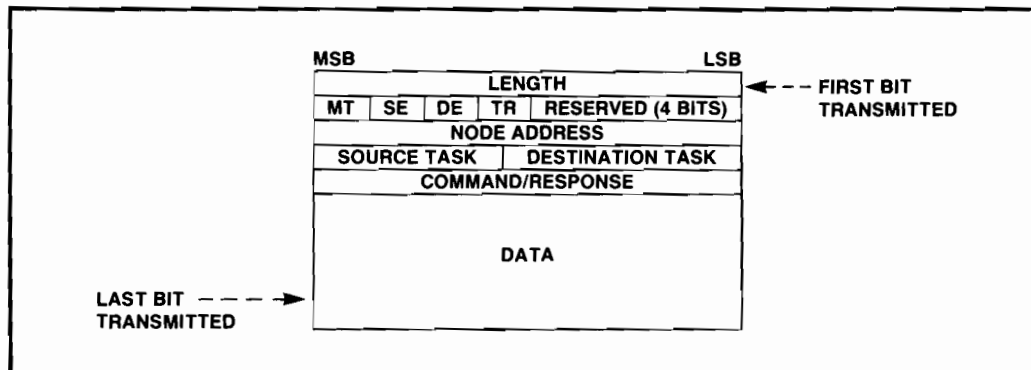 MSB LSB
LENGTH
FIRST BIT
TRANSMITTED
MT SE DE TR RESERVED (4 BITS)
NODE ADDRESS
SOURCE TASK DESTINATION TASK
COMMAND/RESPONSE
DATA
LAST BIT
TRANSMITTED